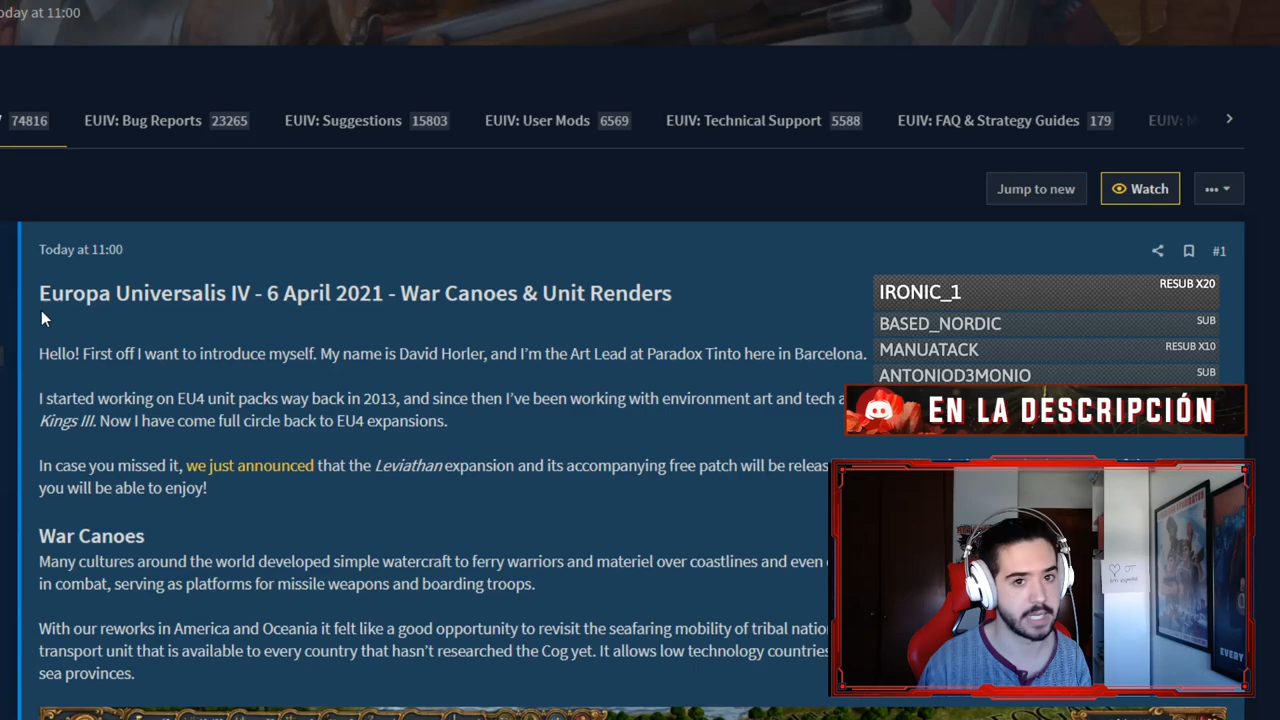 oday at 11:00
74816 EUIV: Bug Reports 23265 EUIV: Suggestions 15803 EUIV: User Mods 6569 EUIV: Technical Support 5588 EUIV: FAQ & Strategy Guides 179 EUIV:
Jump to new Watch
Today at 11:00 #1
Europa Universalis IV - 6 April 2021 - War Canoes & Unit Renders
IRONIC_1 RESUB X20
BASED_NORDIC SUB
MANUATACK RESUB X10
ANTONIOD3MONIO SUB
EN LA DESCRIPCIÓN
Hello! First off I want to introduce myself. My name is David Horler, and I'm the Art Lead at Paradox Tinto here in Barcelona.
I started working on EU4 unit packs way back in 2013, and since then I've been working with environment art and tech a
Kings III. Now I have come full circle back to EU4 expansions.
In case you missed it, we just announced that the Leviathan expansion and its accompanying free patch will be releas
you will be able to enjoy!
War Canoes
Many cultures around the world developed simple watercraft to ferry warriors and materiel over coastlines and even
in combat, serving as platforms for missile weapons and boarding troops.
With our reworks in America and Oceania it felt like a good opportunity to revisit the seafaring mobility of tribal natio
transport unit that is available to every country that hasn't researched the Cog yet. It allows low technology countries
sea provinces.
EVERY